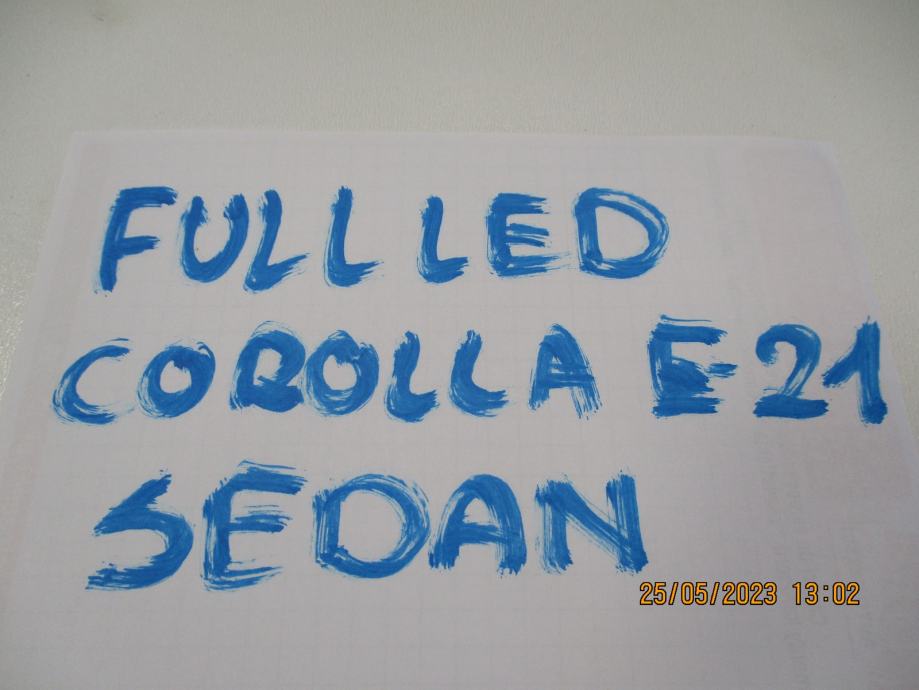 FULL LED
COROLLA E21
SEDAN
25/05/2023 13:02